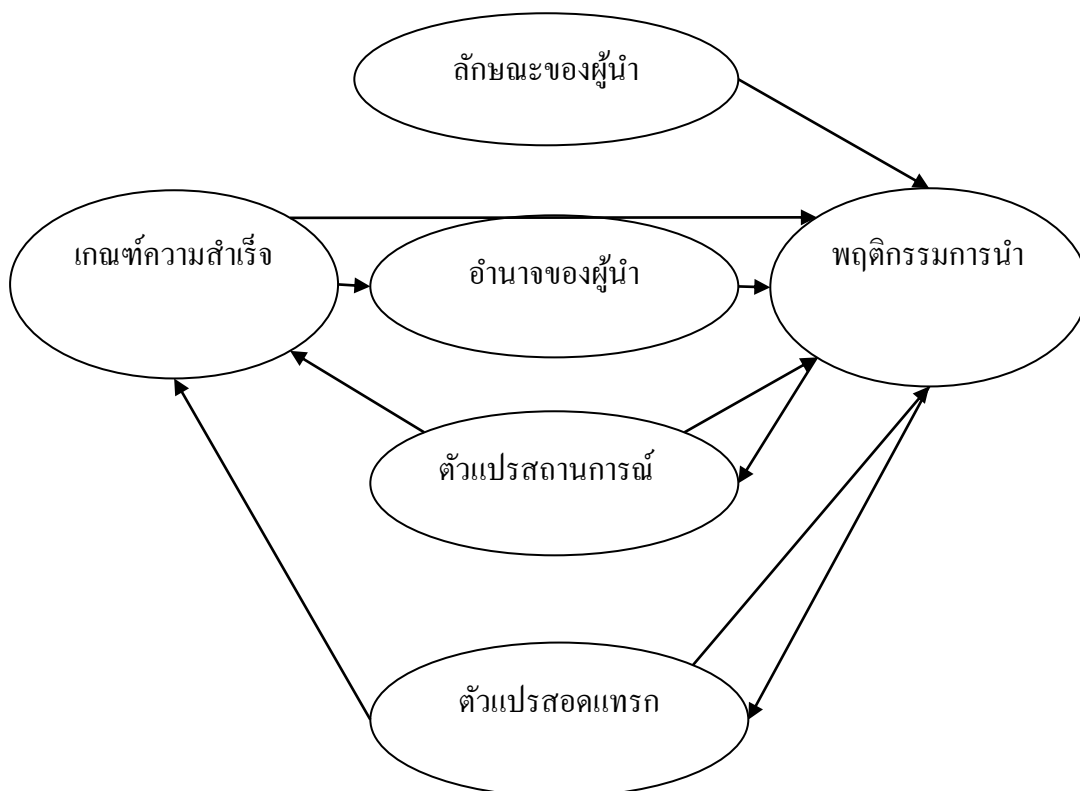 ลักษณะของผู้นำ
เกณฑ์ความสำเร็จ
อำนาจของผู้นำ
พฤติกรรมการนำ
ตัวแปรสถานการณ์
ตัวแปรสอดแทรก